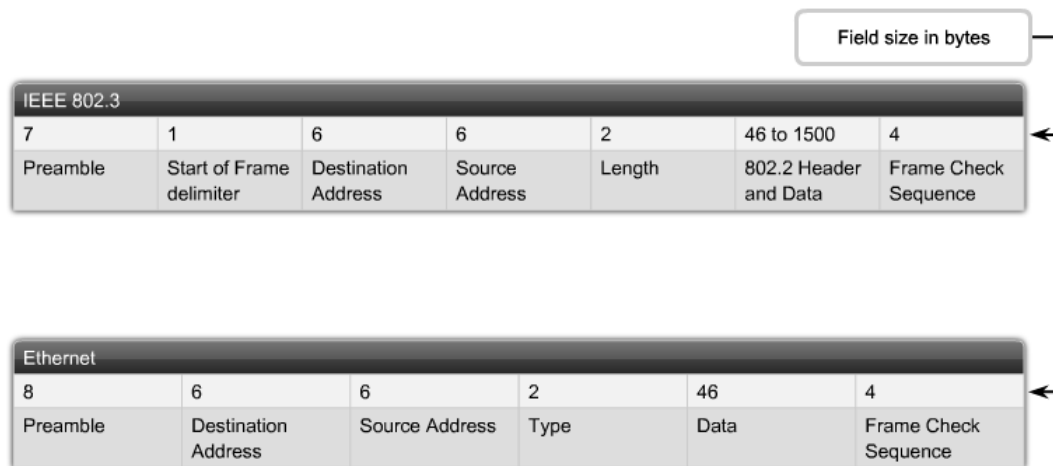 Field size in bytes
IEEE 802.3
7 1 6 6 2 46 to 1500 4
Preamble Start of Frame Destination Source Length 802.2 Header Frame Check
delimiter Address Address and Data Sequence
Ethernet
8 6 6 2 46 4
Preamble Destination Source Address Type Data Frame Check
Address Sequence